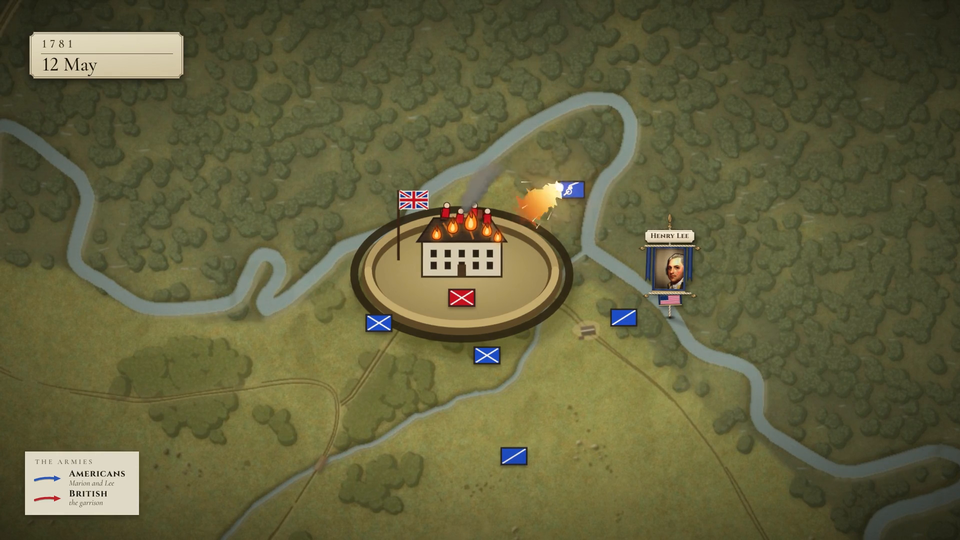 1781
12 May
HENRY LEE
THE ARMIES
AMERICANS
Marion and Lee
BRITISH
the garrison